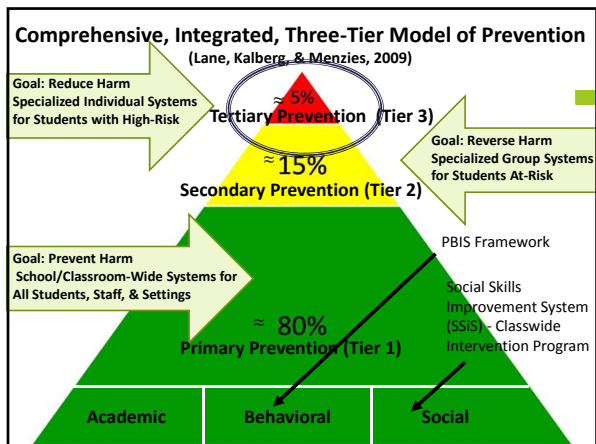 Comprehensive, Integrated, Three-Tier Model of Prevention
(Lane, Kalberg, & Menzies, 2009)
Goal: Reduce Harm
Specialized Individual Systems
for Students with High-Risk
≈ 5%
Tertiary Prevention (Tier 3)
Goal: Reverse Harm
Specialized Group Systems
for Students At-Risk
≈ 15%
Secondary Prevention (Tier 2)
PBIS Framework
Goal: Prevent Harm
School/Classroom-Wide Systems for
All Students, Staff, & Settings
Social Skills
Improvement System
(SSiS) - Classwide
Intervention Program
≈ 80%
Primary Prevention (Tier 1)
Academic
Behavioral
Social